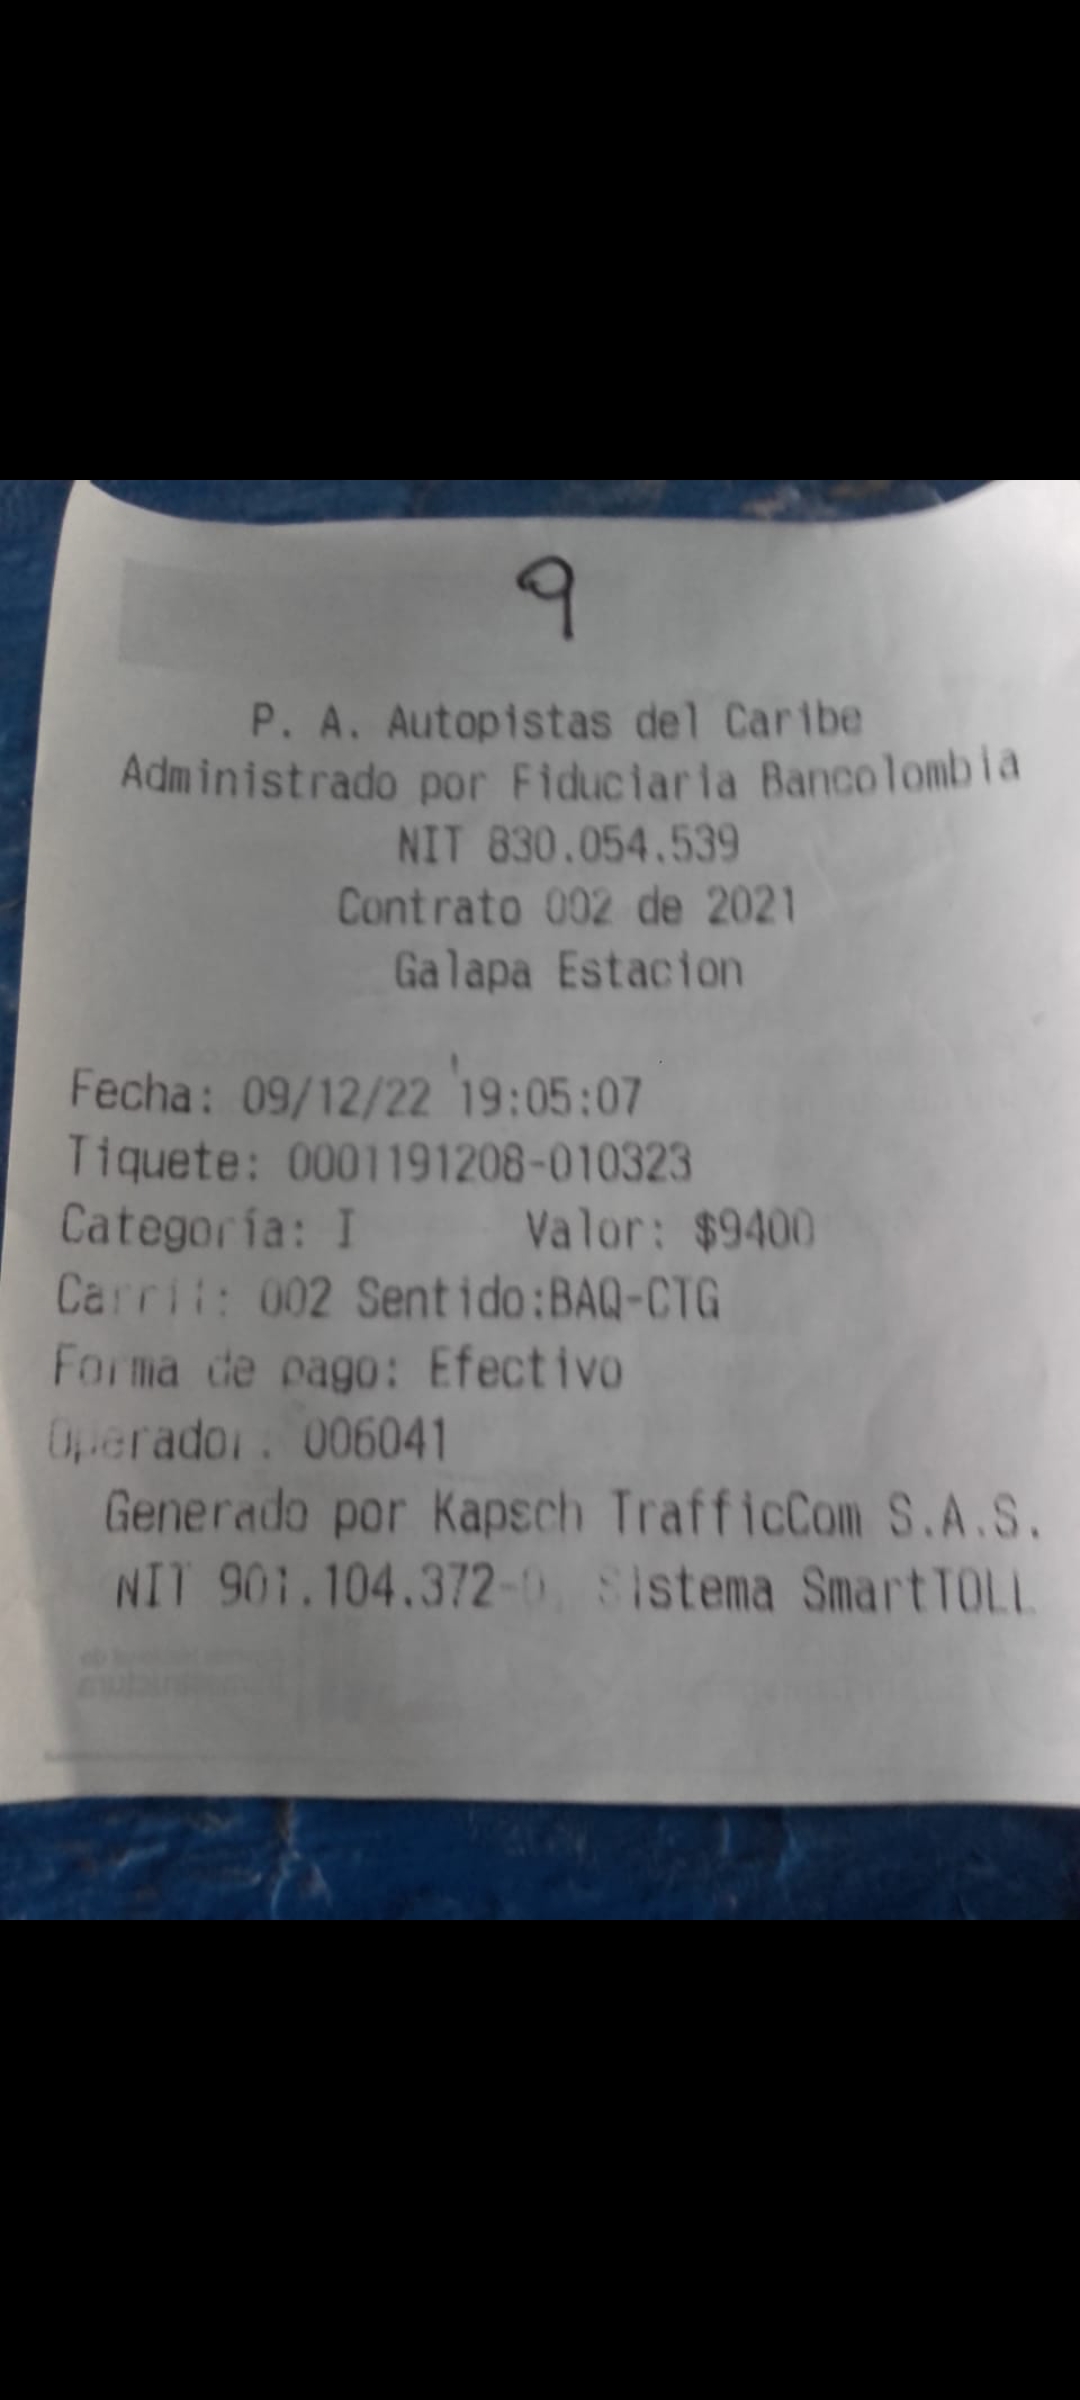 9
P. A. Autopistas del Caribe
Administrado por Fiduciaria Bancolombia
NIT 830.054.539
Contrato 002 de 2021
Galapa Estacion
Fecha: 09/12/22 19:05:07
Tiquete: 0001191208-010323
Categoría: I Valor: $9400
Carril: 002 Sentido:BAQ-CTG
Forma de pago: Efectivo
Operador: 006041
Generado por Kapsch TrafficCom S.A.S.
NIT 901.104.372-0, Sistema SmartTOLL